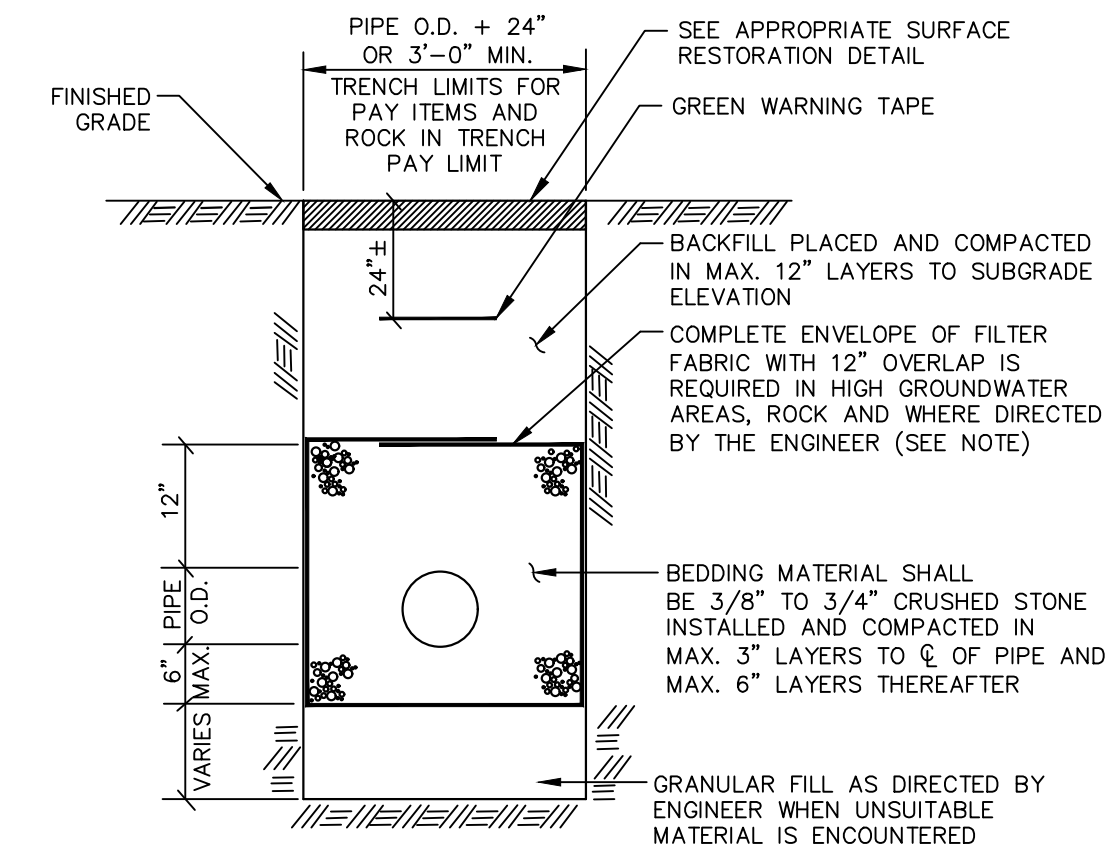 PIPE O.D. + 24"
OR 3'-0" MIN.
TRENCH LIMITS FOR
PAY ITEMS AND
ROCK IN TRENCH
PAY LIMIT
SEE APPROPRIATE SURFACE
RESTORATION DETAIL
FINISHED
GRADE
GREEN WARNING TAPE
24"±
BACKFILL PLACED AND COMPACTED
IN MAX. 12" LAYERS TO SUBGRADE
ELEVATION
COMPLETE ENVELOPE OF FILTER
FABRIC WITH 12" OVERLAP IS
REQUIRED IN HIGH GROUNDWATER
AREAS, ROCK AND WHERE DIRECTED
BY THE ENGINEER (SEE NOTE)
12"
PIPE
O.D.
6"
MAX.
VARIES
BEDDING MATERIAL SHALL
BE 3/8" TO 3/4" CRUSHED STONE
INSTALLED AND COMPACTED IN
MAX. 3" LAYERS TO ℄ OF PIPE AND
MAX. 6" LAYERS THEREAFTER
GRANULAR FILL AS DIRECTED BY
ENGINEER WHEN UNSUITABLE
MATERIAL IS ENCOUNTERED